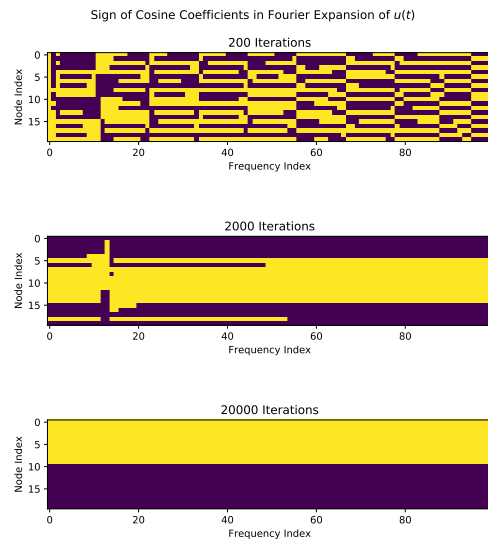 Sign of Cosine Coefficients in Fourier Expansion of u(t)
200 Iterations
Node Index
0
5
10
15
0 20 40 60 80
Frequency Index
2000 Iterations
Node Index
0
5
10
15
0 20 40 60 80
Frequency Index
20000 Iterations
Node Index
0
5
10
15
0 20 40 60 80
Frequency Index